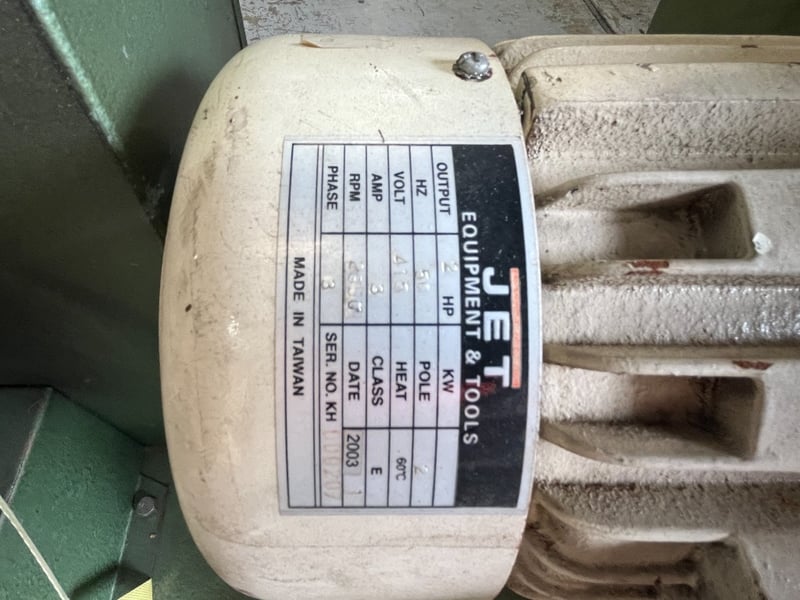 JET
EQUIPMENT & TOOLS
OUTPUT 2 HP KW
HZ 50 POLE 2
VOLT 415 HEAT 60°C
AMP 3 CLASS E
RPM DATE 2003 1
PHASE 3 SER. NO. KH
MADE IN TAIWAN